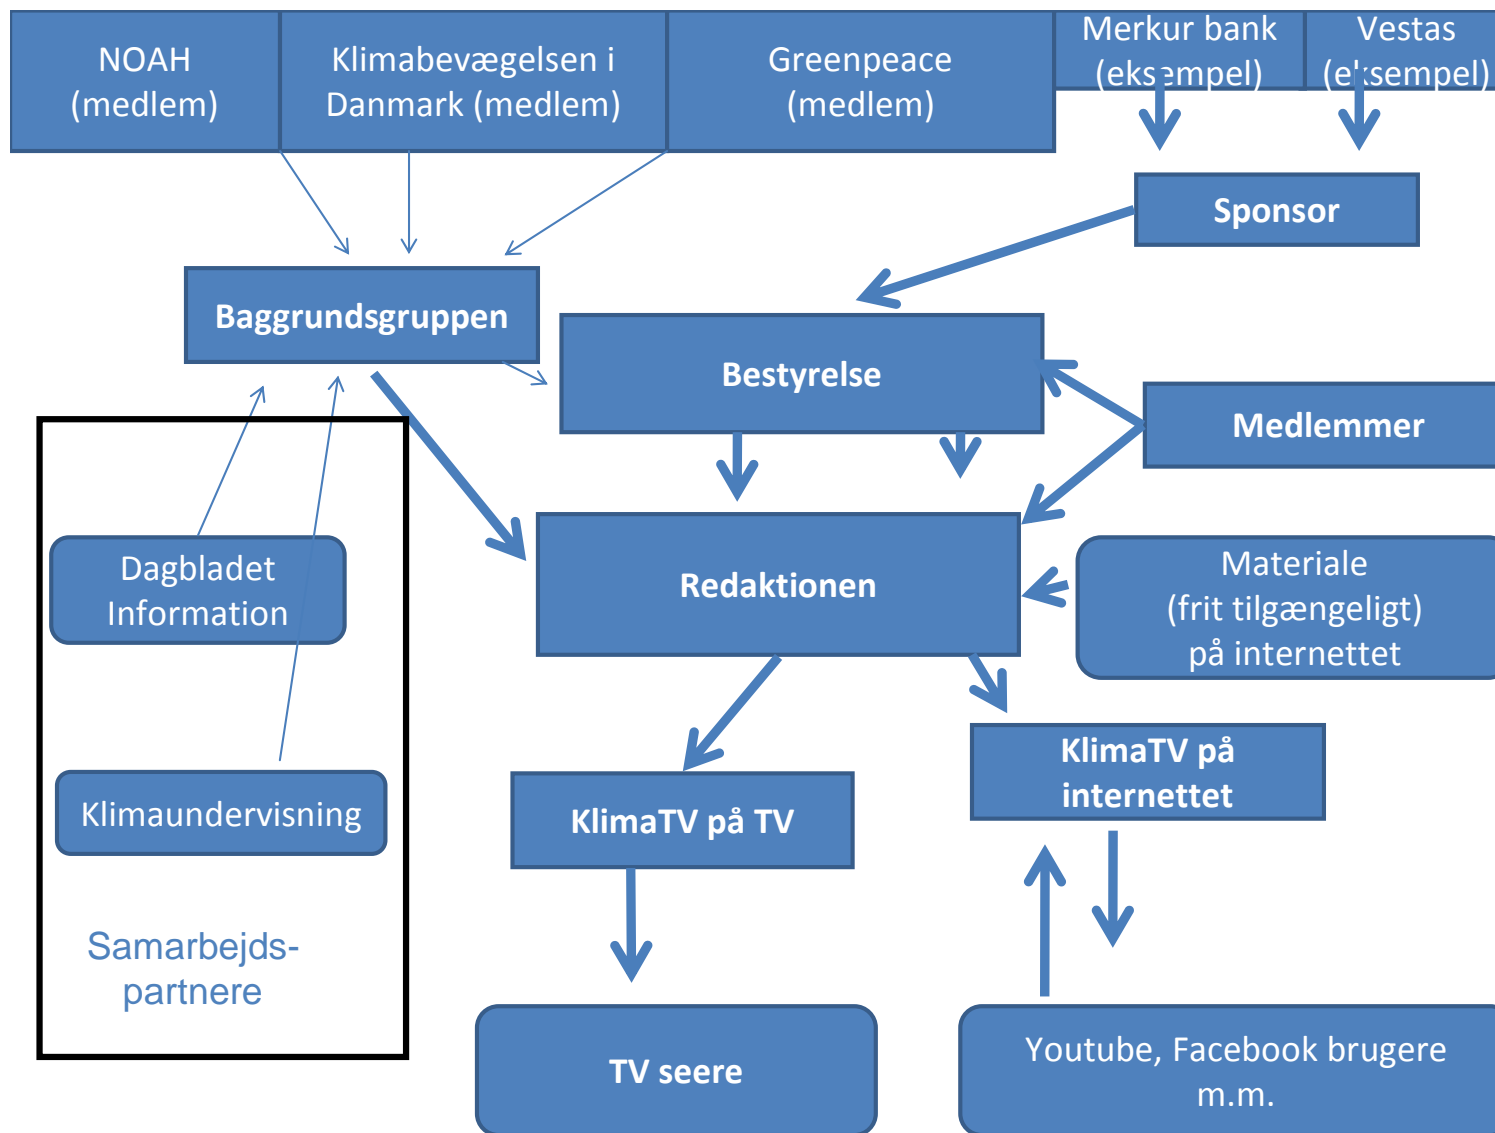 NOAH
(medlem)
Klimabevægelsen i
Danmark (medlem)
Greenpeace
(medlem)
Merkur bank
(eksempel)
Vestas
(eksempel)
Sponsor
Baggrundsgruppen
Bestyrelse
Medlemmer
Dagbladet
Information
Redaktionen
Materiale
(frit tilgængeligt)
på internettet
Klimaundervisning
KlimaTV på TV
KlimaTV på
internettet
Samarbejds-
partnere
TV seere
Youtube, Facebook brugere
m.m.